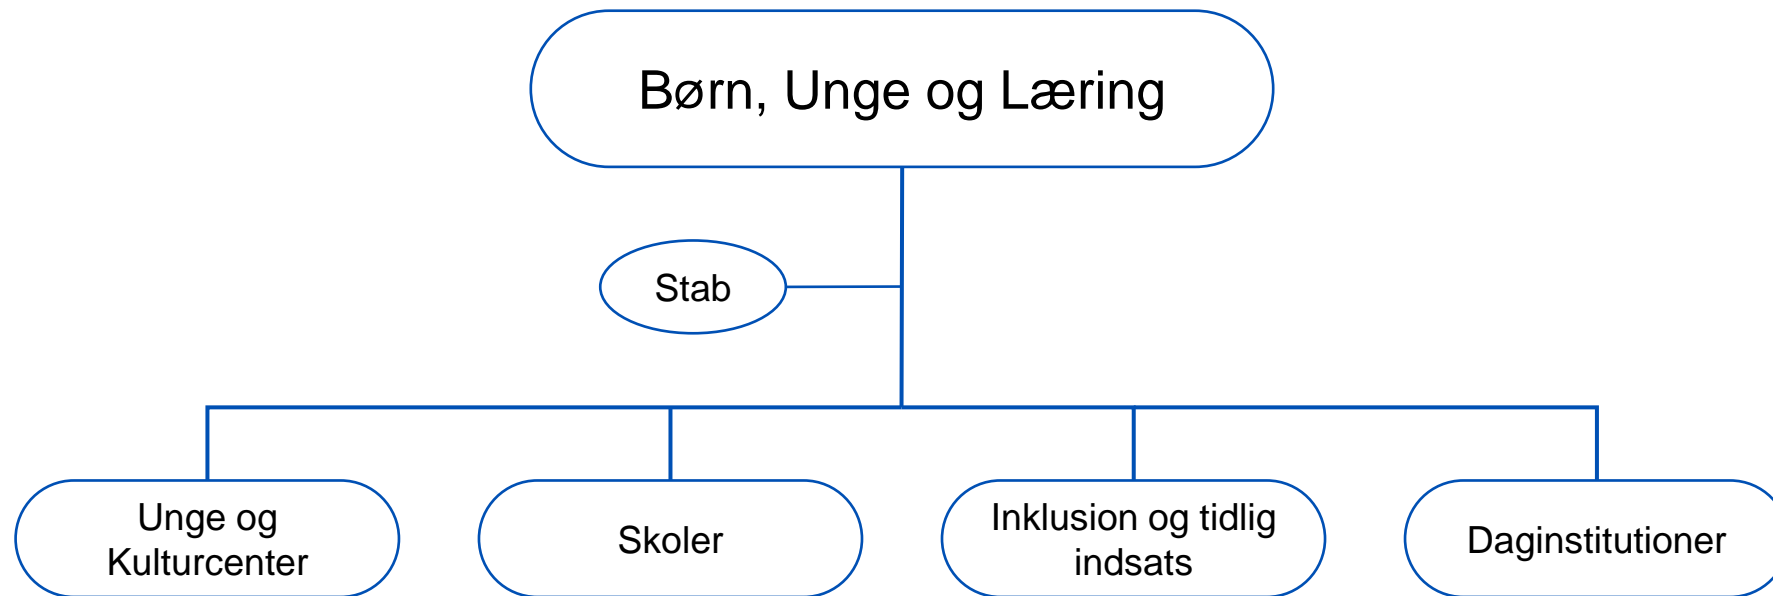 Børn, Unge og Læring
Stab
Unge og
Kulturcenter
Skoler
Inklusion og tidlig
indsats
Daginstitutioner